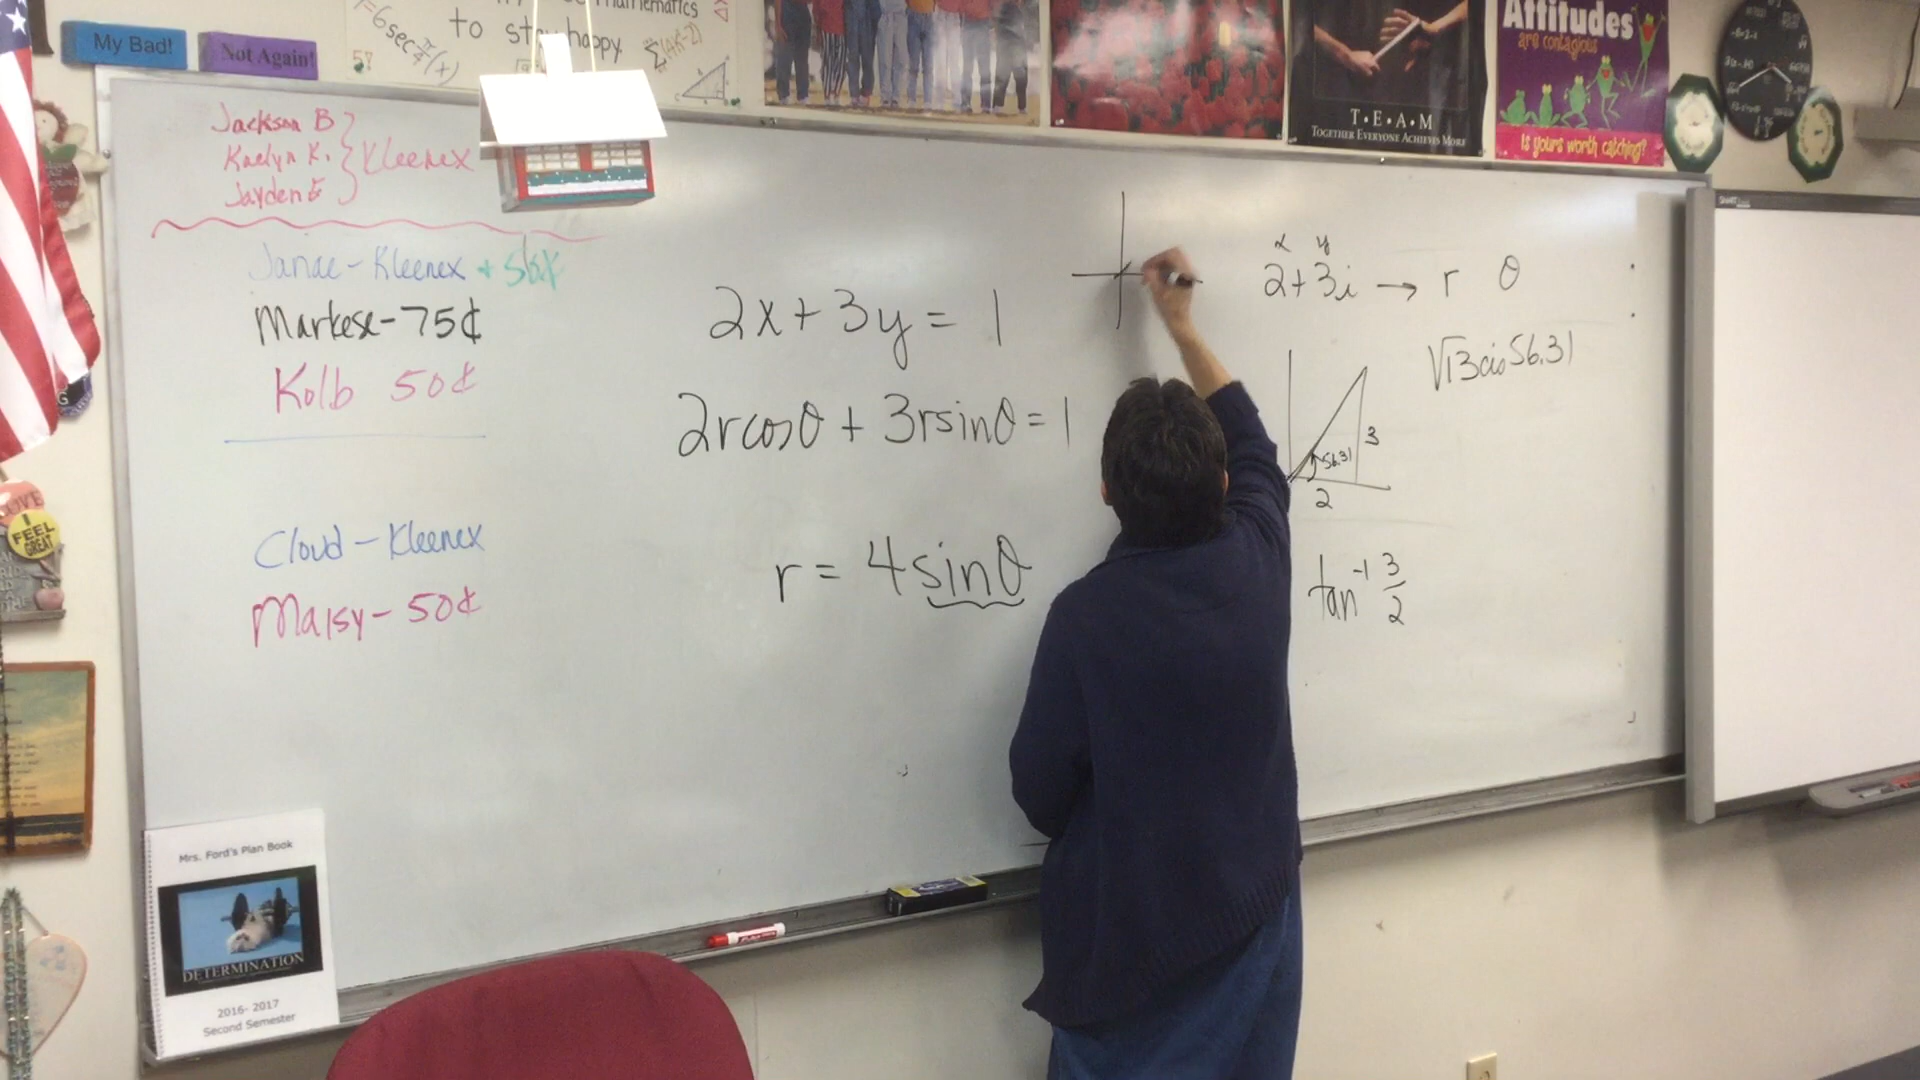 My Bad!
Not Again!
to stay happy
Attitudes
are contagious
Is yours worth catching?
T•E•A•M
TOGETHER EVERYONE ACHIEVES MORE
Jackson B
Kaelyn K.
Kleenex
Jayden
Janae - Kleenex +
Markese - 75¢
Kolb 50¢
Cloud - Kleenex
Maisy - 50¢
2x + 3y = 1
2rcosθ + 3rsinθ = 1
r = 4sinθ
x y
2 + 3i → r θ
√13cis56.31
3
56.31
2
tan⁻¹ 3/2
SMART
I FEEL GREAT
Mrs. Ford's Plan Book
DETERMINATION
2016- 2017
Second Semester